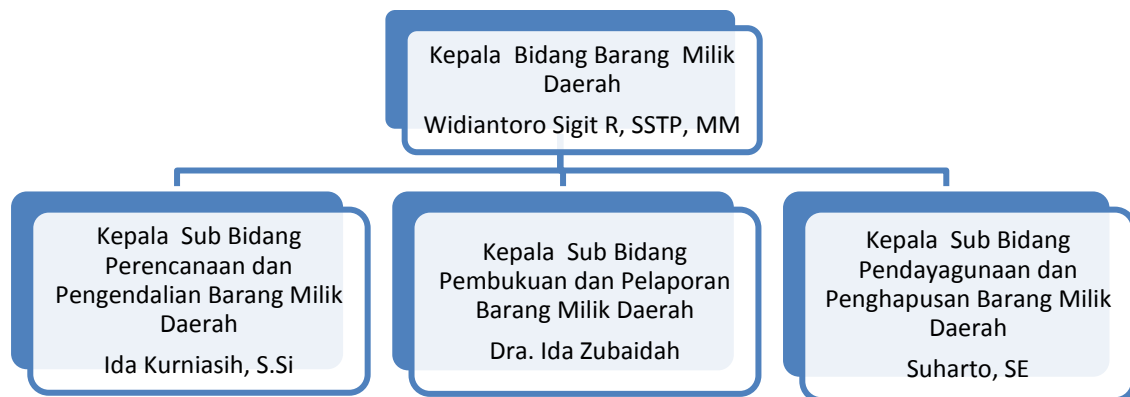 Kepala Bidang Barang Milik
Daerah
Widiantoro Sigit R, SSTP, MM
Kepala Sub Bidang
Perencanaan dan
Pengendalian Barang Milik
Daerah
Ida Kurniasih, S.Si
Kepala Sub Bidang
Pembukuan dan Pelaporan
Barang Milik Daerah
Dra. Ida Zubaidah
Kepala Sub Bidang
Pendayagunaan dan
Penghapusan Barang Milik
Daerah
Suharto, SE